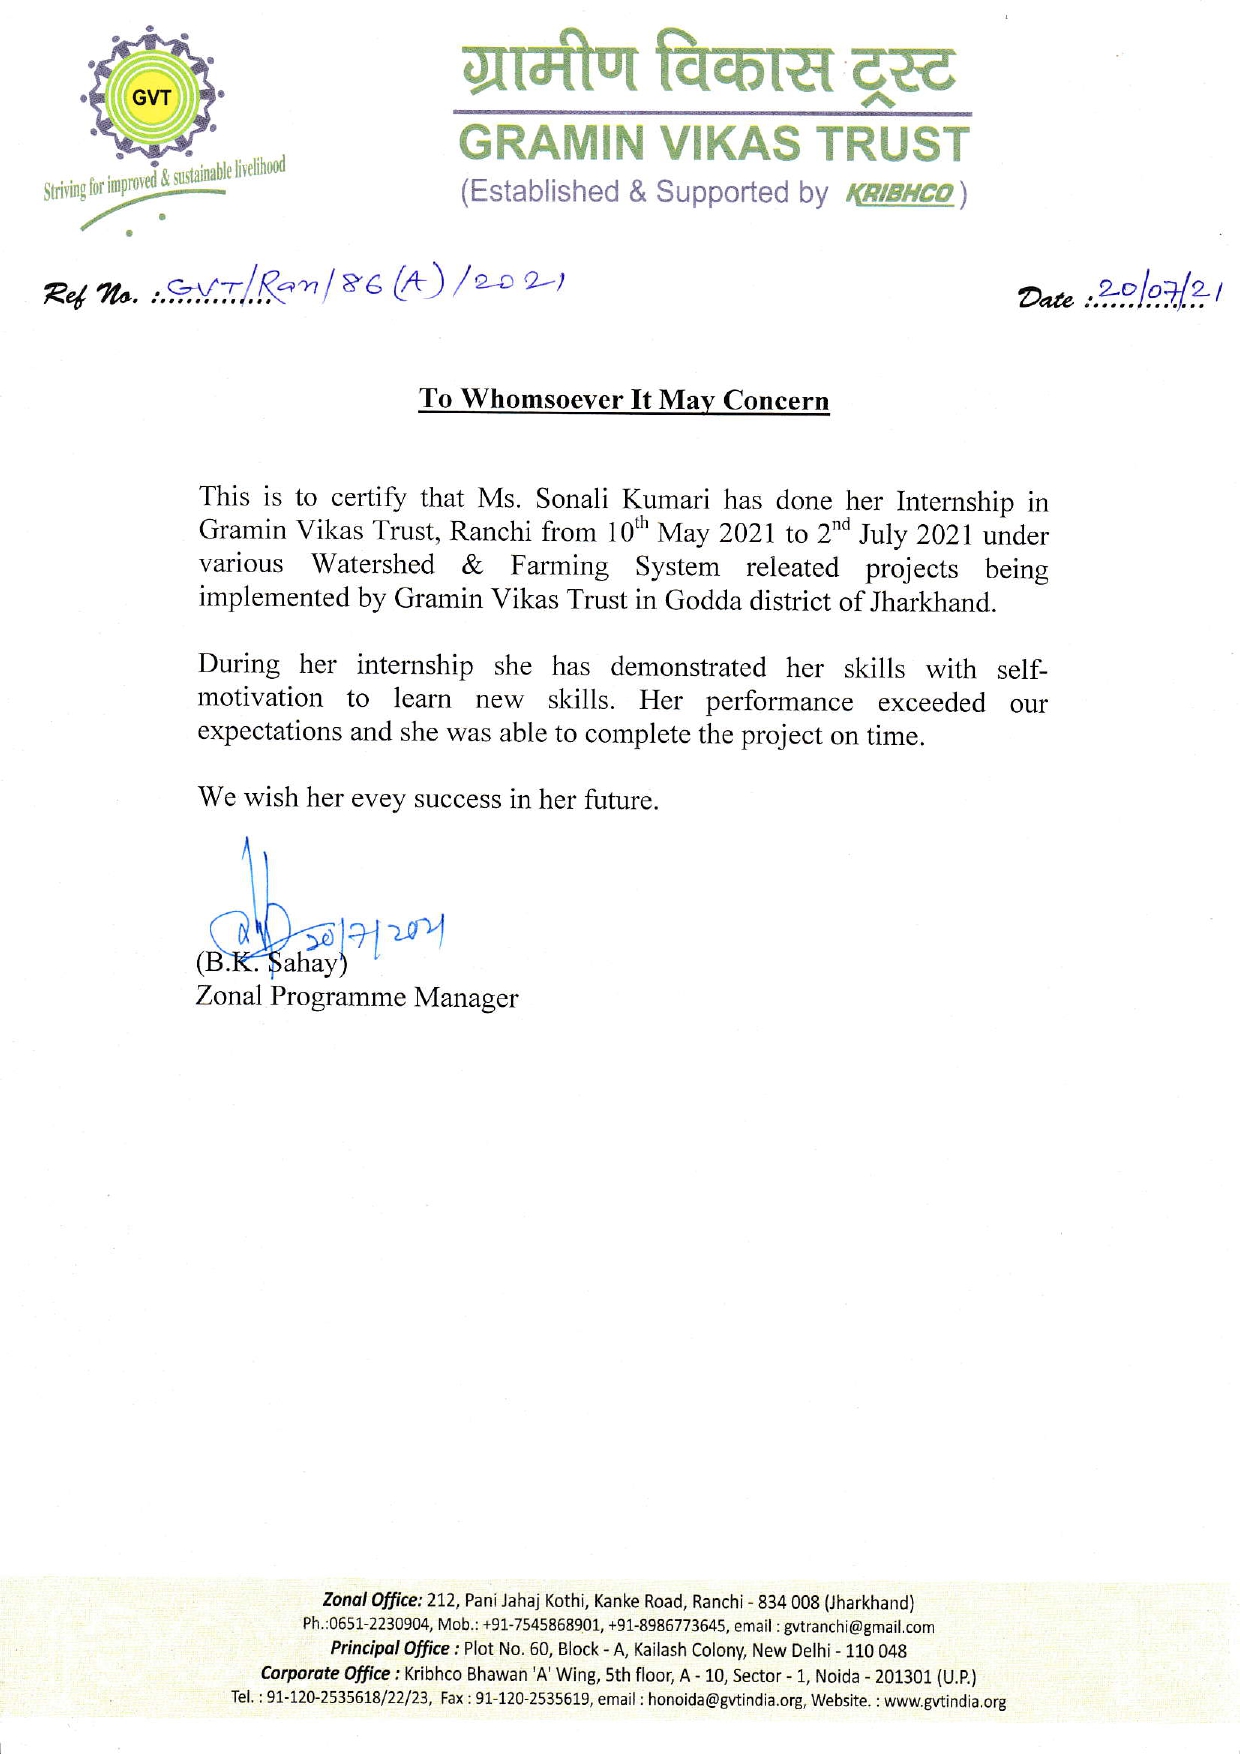 GVT
Striving for improved & sustainable livelihood
ग्रामीण विकास ट्रस्ट
GRAMIN VIKAS TRUST
(Established & Supported by KRIBHCO)
Ref No. :.............. GVT/Ran/86(A)/2021
Date :.............. 20/07/21
To Whomsoever It May Concern
This is to certify that Ms. Sonali Kumari has done her Internship in
Gramin Vikas Trust, Ranchi from 10th May 2021 to 2nd July 2021 under
various Watershed & Farming System releated projects being
implemented by Gramin Vikas Trust in Godda district of Jharkhand.
During her internship she has demonstrated her skills with self-
motivation to learn new skills. Her performance exceeded our
expectations and she was able to complete the project on time.
We wish her evey success in her future.
20/7/2021
(B.K. Sahay)
Zonal Programme Manager
Zonal Office: 212, Pani Jahaj Kothi, Kanke Road, Ranchi - 834 008 (Jharkhand)
Ph.:0651-2230904, Mob.: +91-7545868901, +91-8986773645, email : gvtranchi@gmail.com
Principal Office : Plot No. 60, Block - A, Kailash Colony, New Delhi - 110 048
Corporate Office : Kribhco Bhawan 'A' Wing, 5th floor, A - 10, Sector - 1, Noida - 201301 (U.P.)
Tel. : 91-120-2535618/22/23, Fax : 91-120-2535619, email : honoida@gvtindia.org, Website. : www.gvtindia.org